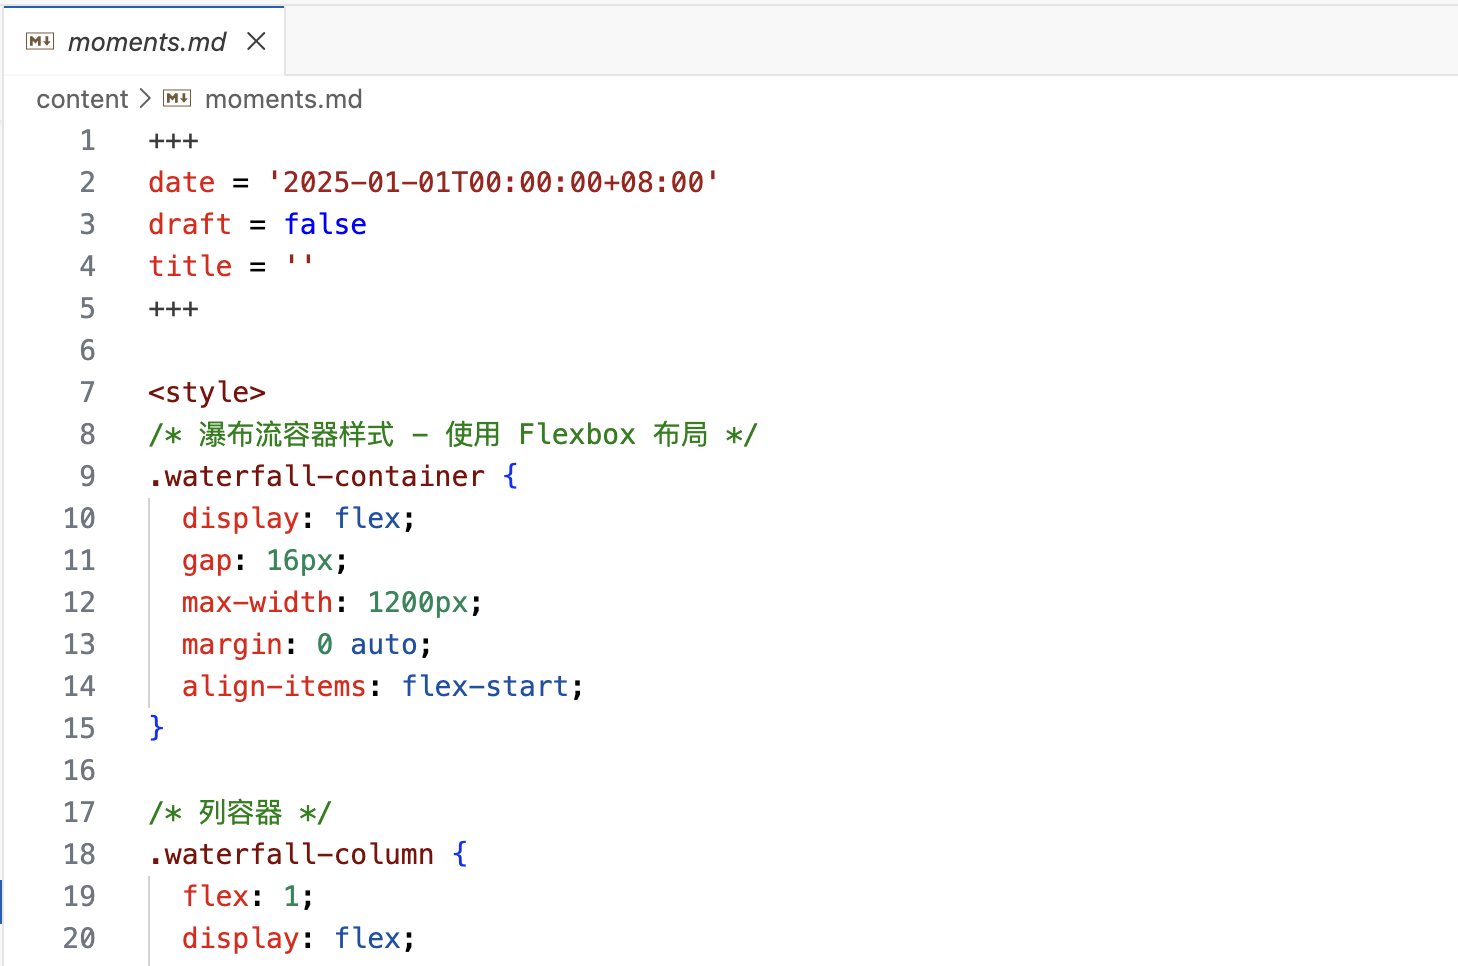 moments.md
content > moments.md
1 +++
2 date = '2025-01-01T00:00:00+08:00'
3 draft = false
4 title = ''
5 +++
6
7 <style>
8 /* 瀑布流容器样式 - 使用 Flexbox 布局 */
9 .waterfall-container {
10   display: flex;
11   gap: 16px;
12   max-width: 1200px;
13   margin: 0 auto;
14   align-items: flex-start;
15 }
16
17 /* 列容器 */
18 .waterfall-column {
19   flex: 1;
20   display: flex;